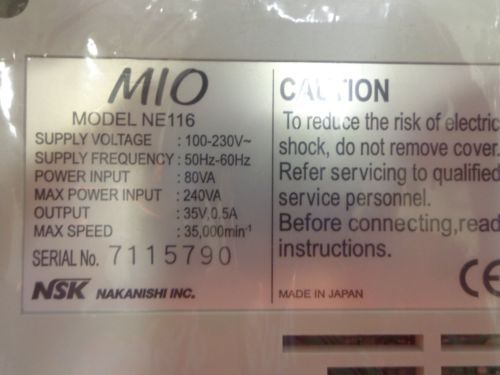 MIO
MODEL NE116
SUPPLY VOLTAGE : 100-230V~
SUPPLY FREQUENCY : 50Hz-60Hz
POWER INPUT : 80VA
MAX POWER INPUT : 240VA
OUTPUT : 35V, 0.5A
MAX SPEED : 35,000min⁻¹
SERIAL No. 7115790
NSK NAKANISHI INC.
CAUTION
To reduce the risk of electric
shock, do not remove cover.
Refer servicing to qualified
service personnel.
Before connecting,read
instructions.
MADE IN JAPAN
CE